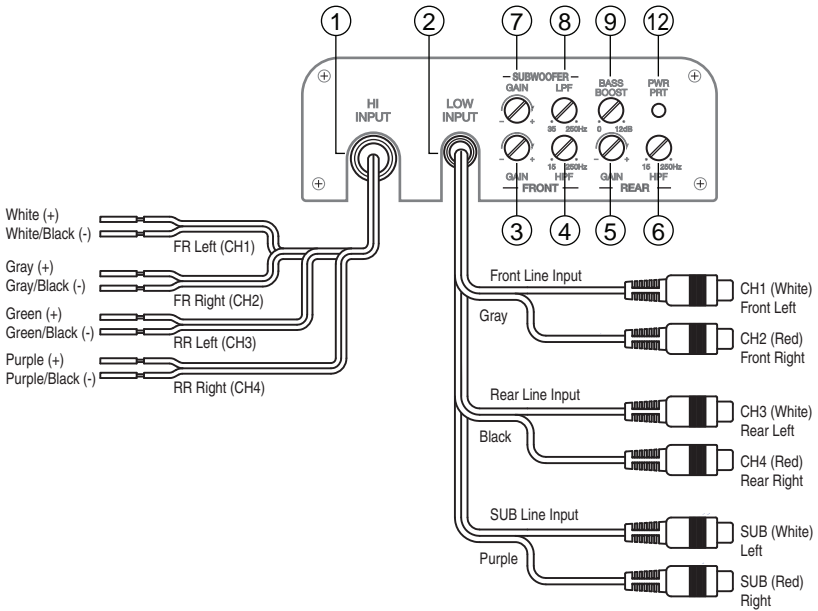 1
2
7
8
9
12
SUBWOOFER
GAIN
LPF
BASS
BOOST
PWR
PRT
HI
INPUT
LOW
INPUT
-
+
35
250Hz
0
12dB
-
+
15
250Hz
-
+
15
250Hz
GAIN
HPF
GAIN
HPF
FRONT
REAR
3
4
5
6
White (+)
White/Black (-)
FR Left (CH1)
Gray (+)
Gray/Black (-)
FR Right (CH2)
Green (+)
Green/Black (-)
RR Left (CH3)
Purple (+)
Purple/Black (-)
RR Right (CH4)
Front Line Input
Gray
CH1 (White)
Front Left
CH2 (Red)
Front Right
Rear Line Input
Black
CH3 (White)
Rear Left
CH4 (Red)
Rear Right
SUB Line Input
Purple
SUB (White)
Left
SUB (Red)
Right